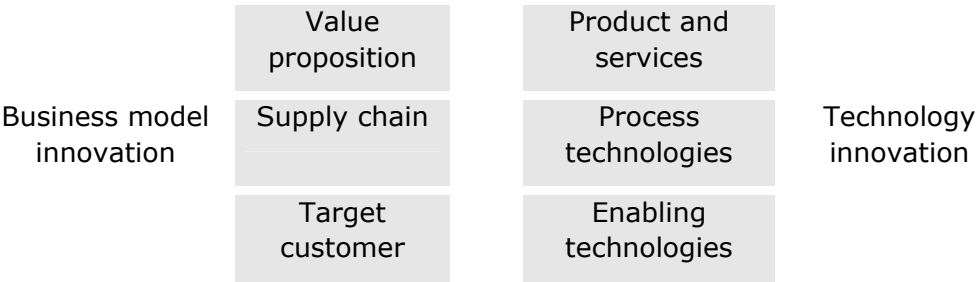 Value
proposition
Product and
services
Business model
innovation
Supply chain
Process
technologies
Technology
innovation
Target
customer
Enabling
technologies